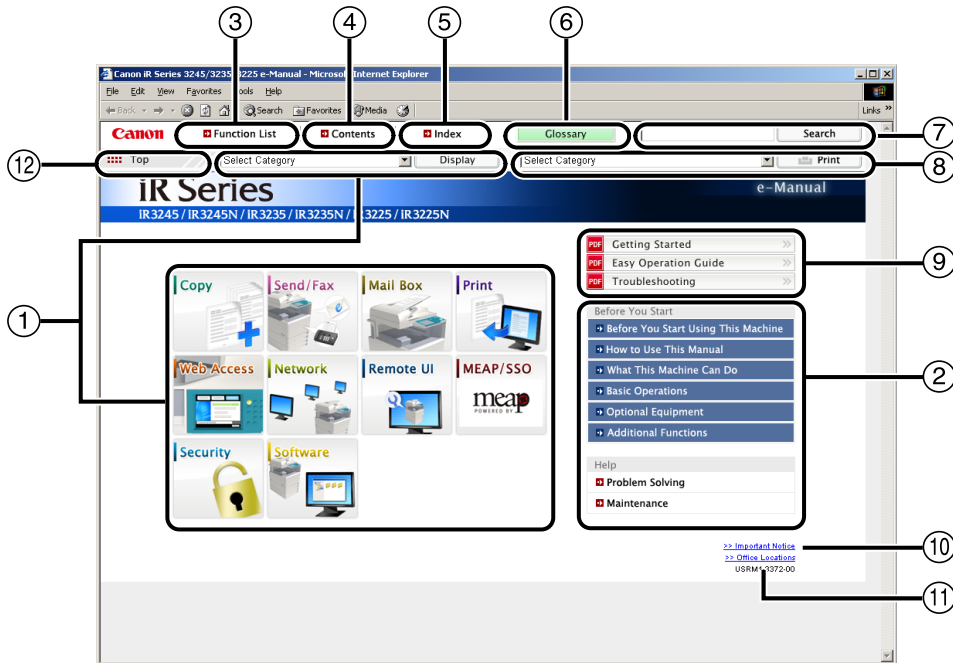 ③ ④ ⑤ ⑥
Canon iR Series 3245/3235 3225 e-Manual - Microsoft Internet Explorer
File Edit View Favorites Tools Help
Back Search Favorites Media Links »
Canon Function List Contents Index Glossary Search ⑦
⑫ Top Select Category Display Select Category Print ⑧
iR Series e-Manual
iR3245 / iR3245N / iR3235 / iR3235N / iR3225 / iR3225N
PDF Getting Started
PDF Easy Operation Guide ⑨
PDF Troubleshooting
Copy Send/Fax Mail Box Print
Before You Start
① Before You Start Using This Machine
How to Use This Manual
Web Access Network Remote UI MEAP/SSO
What This Machine Can Do ②
meap
POWERED BY
Basic Operations
Optional Equipment
Additional Functions
Security Software
Help
Problem Solving
Maintenance
>> Important Notice ⑩
>> Office Locations
USRM1-3372-00
⑪